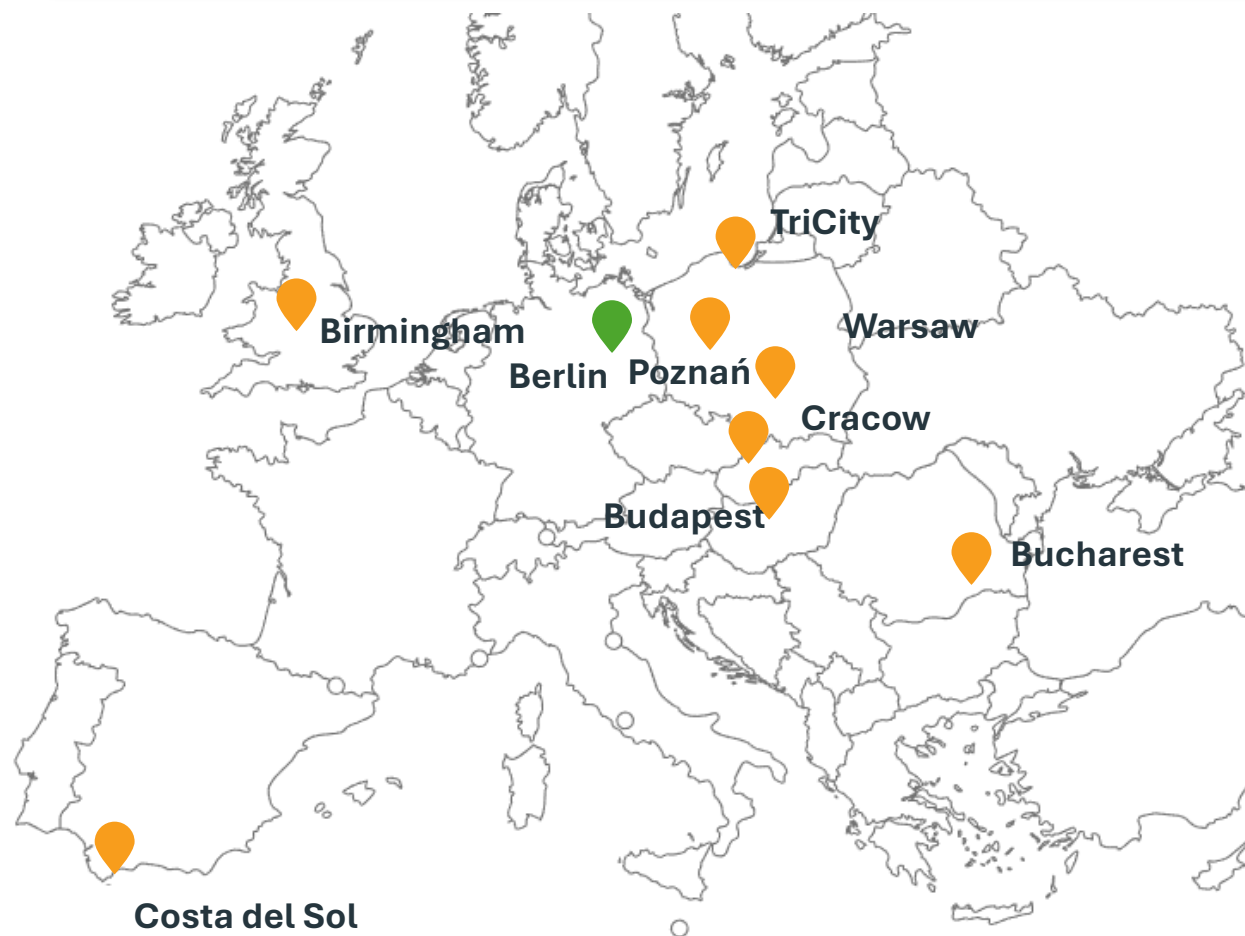 TriCity
Warsaw
Birmingham
Berlin
Poznań
Cracow
Budapest
Bucharest
Costa del Sol